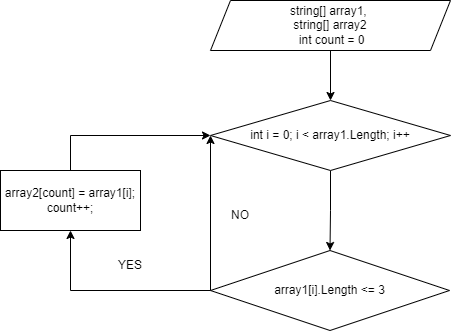 string[] array1,
string[] array2
int count = 0
int i = 0; i < array1.Length; i++
array2[count] = array1[i];
count++;
NO
YES
array1[i].Length <= 3